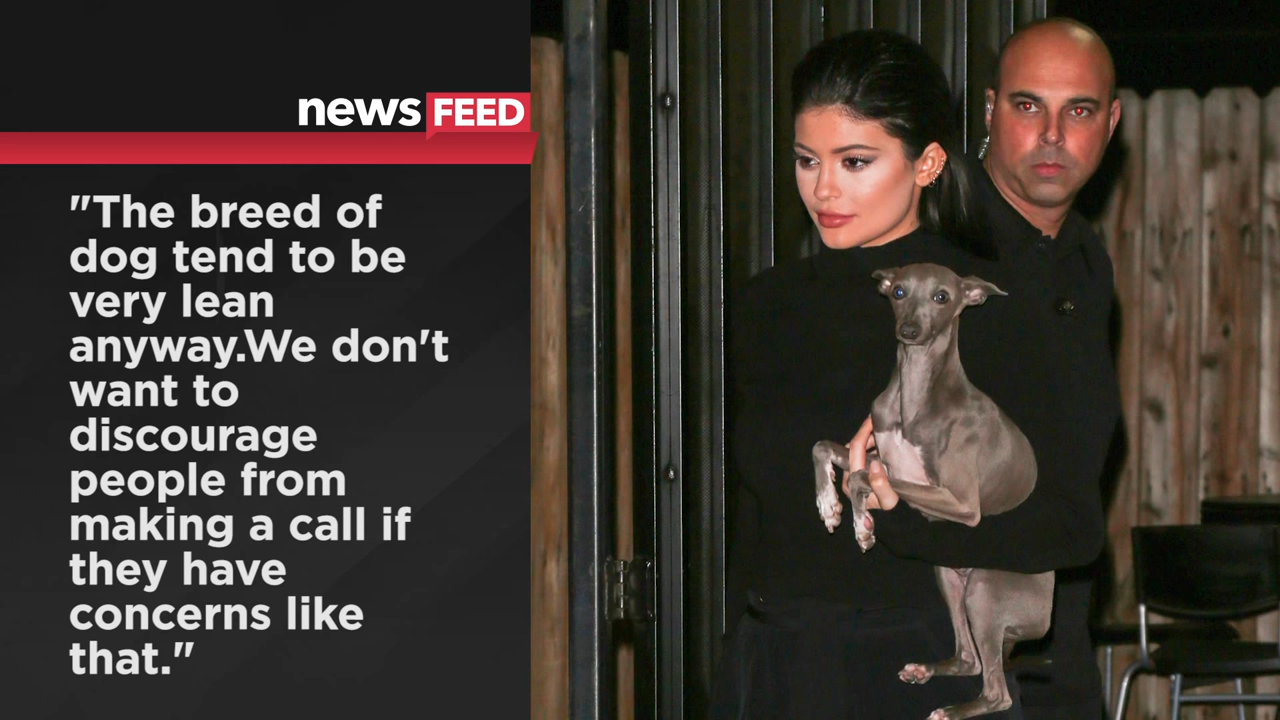 news FEED
"The breed of
dog tend to be
very lean
anyway.We don't
want to
discourage
people from
making a call if
they have
concerns like
that."